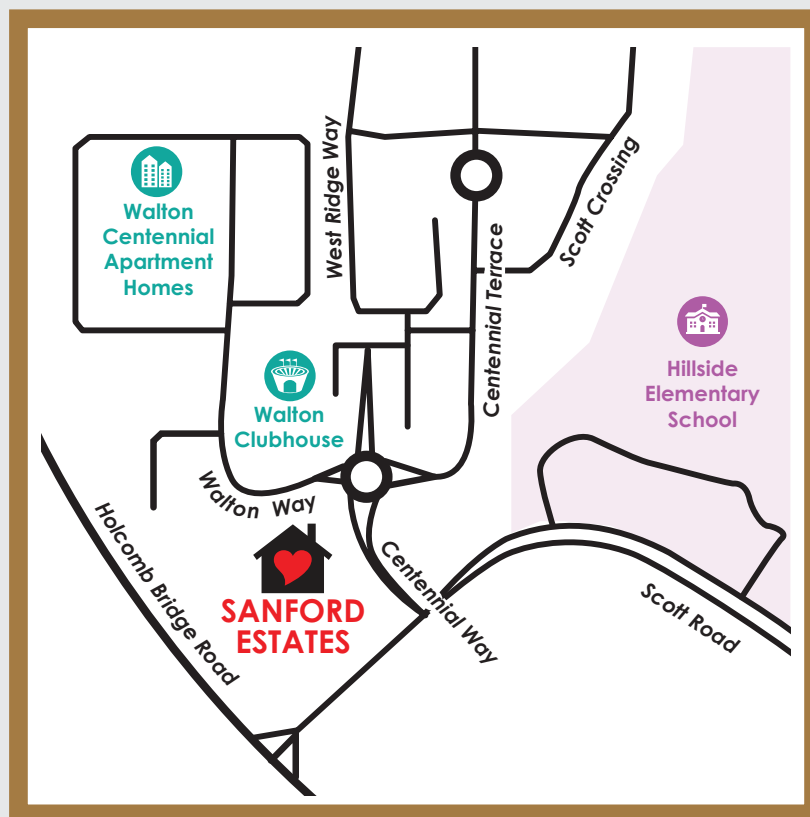 Walton
Centennial
Apartment
Homes
West Ridge Way
Centennial Terrace
Scott Crossing
Hillside
Elementary
School
Walton
Clubhouse
Walton Way
Holcomb Bridge Road
SANFORD
ESTATES
Centennial Way
Scott Road